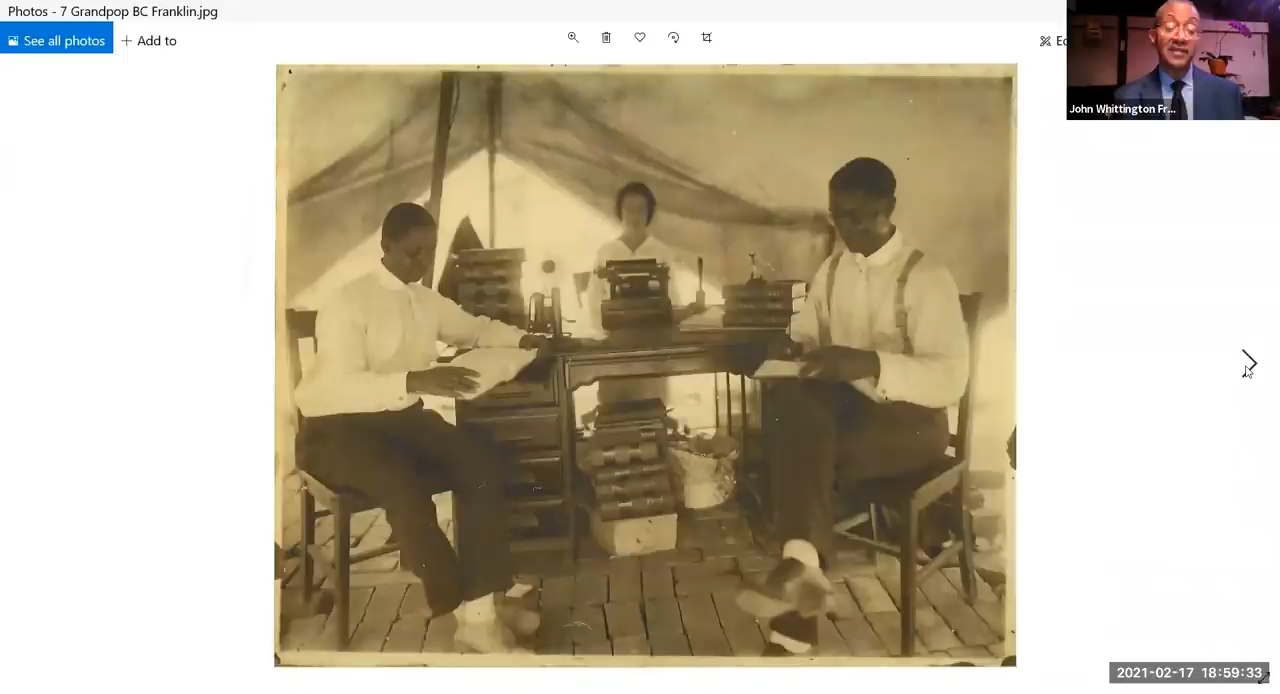 Photos - 7 Grandpop BC Franklin.jpg
See all photos
Add to
Ed
John Whittington Fr...
2021-02-17 18:59:33